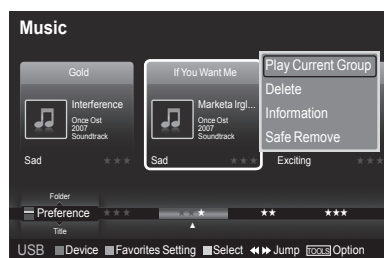 Music
Gold
Interference
Once Ost
2007
Soundtrack
Sad
If You Want Me
Marketa Irgl...
Once Ost
2007
Soundtrack
Sad
Play Current Group
Delete
Information
Safe Remove
Exciting
Folder
Preference
Title
USB Device Favorites Setting Select Jump TOOLS Option